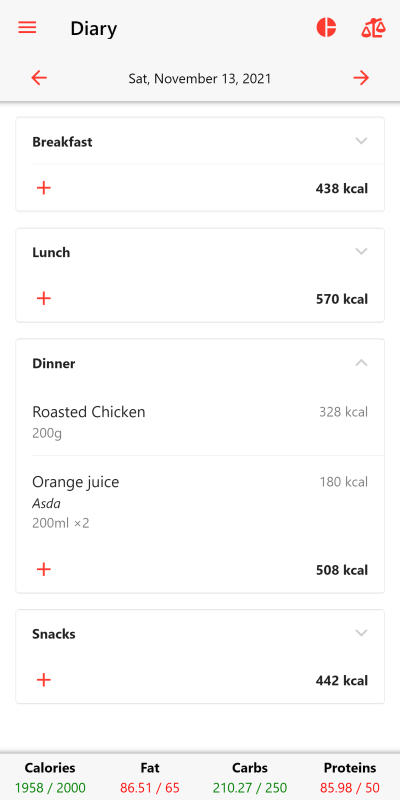 Diary
Sat, November 13, 2021
Breakfast
438 kcal
Lunch
570 kcal
Dinner
Roasted Chicken 328 kcal
200g
Orange juice 180 kcal
Asda
200ml ×2
508 kcal
Snacks
442 kcal
Calories Fat Carbs Proteins
1958 / 2000 86.51 / 65 210.27 / 250 85.98 / 50